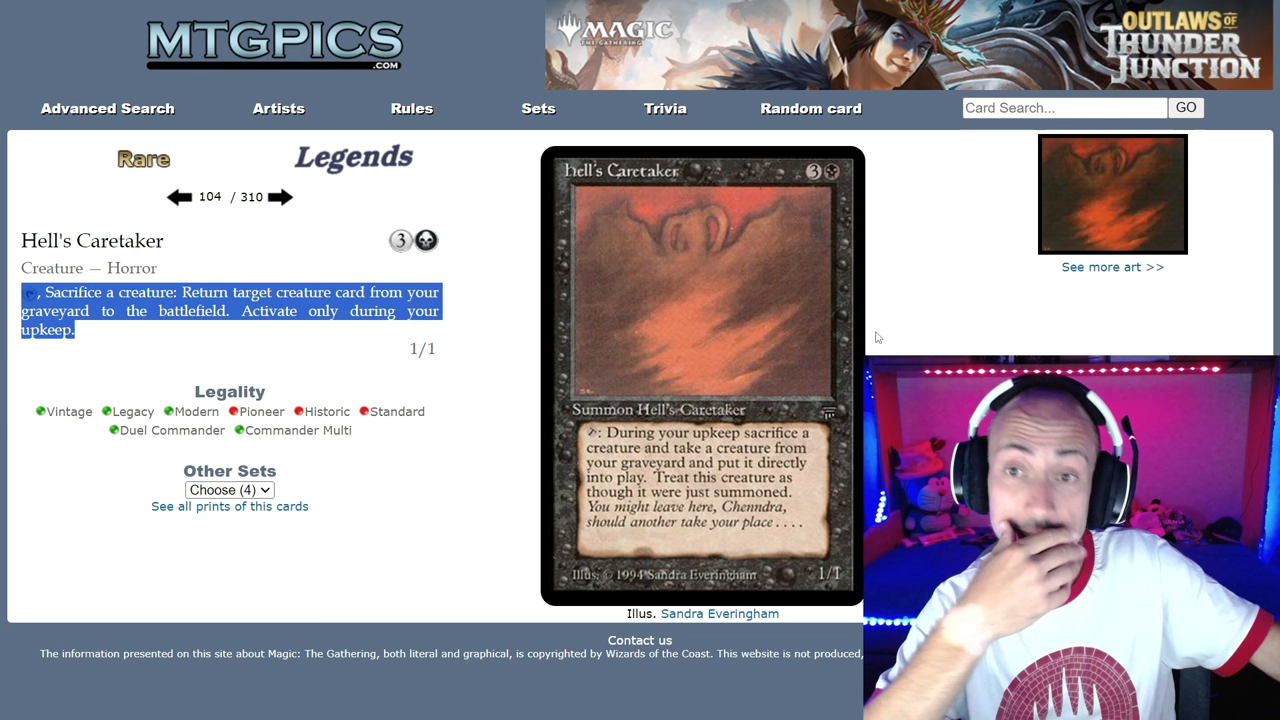 MTGPICS
.COM
MAGIC
THE GATHERING
OUTLAWS OF
THUNDER
JUNCTION
Advanced Search
Artists
Rules
Sets
Trivia
Random card
Card Search...
GO
Rare
Legends
104 / 310
Hell's Caretaker
3
Creature — Horror
, Sacrifice a creature: Return target creature card from your
graveyard to the battlefield. Activate only during your
upkeep.
1/1
Legality
Vintage Legacy Modern Pioneer Historic Standard
Duel Commander Commander Multi
Other Sets
Choose (4)
See all prints of this cards
Hell's Caretaker 3
Summon Hell's Caretaker
: During your upkeep sacrifice a
creature and take a creature from
your graveyard and put it directly
into play. Treat this creature as
though it were just summoned.
You might leave here, Chenndra,
should another take your place . . . .
Illus. © 1994 Sandra Everingham 1/1
Illus. Sandra Everingham
See more art >>
Contact us
The information presented on this site about Magic: The Gathering, both literal and graphical, is copyrighted by Wizards of the Coast. This website is not produced,